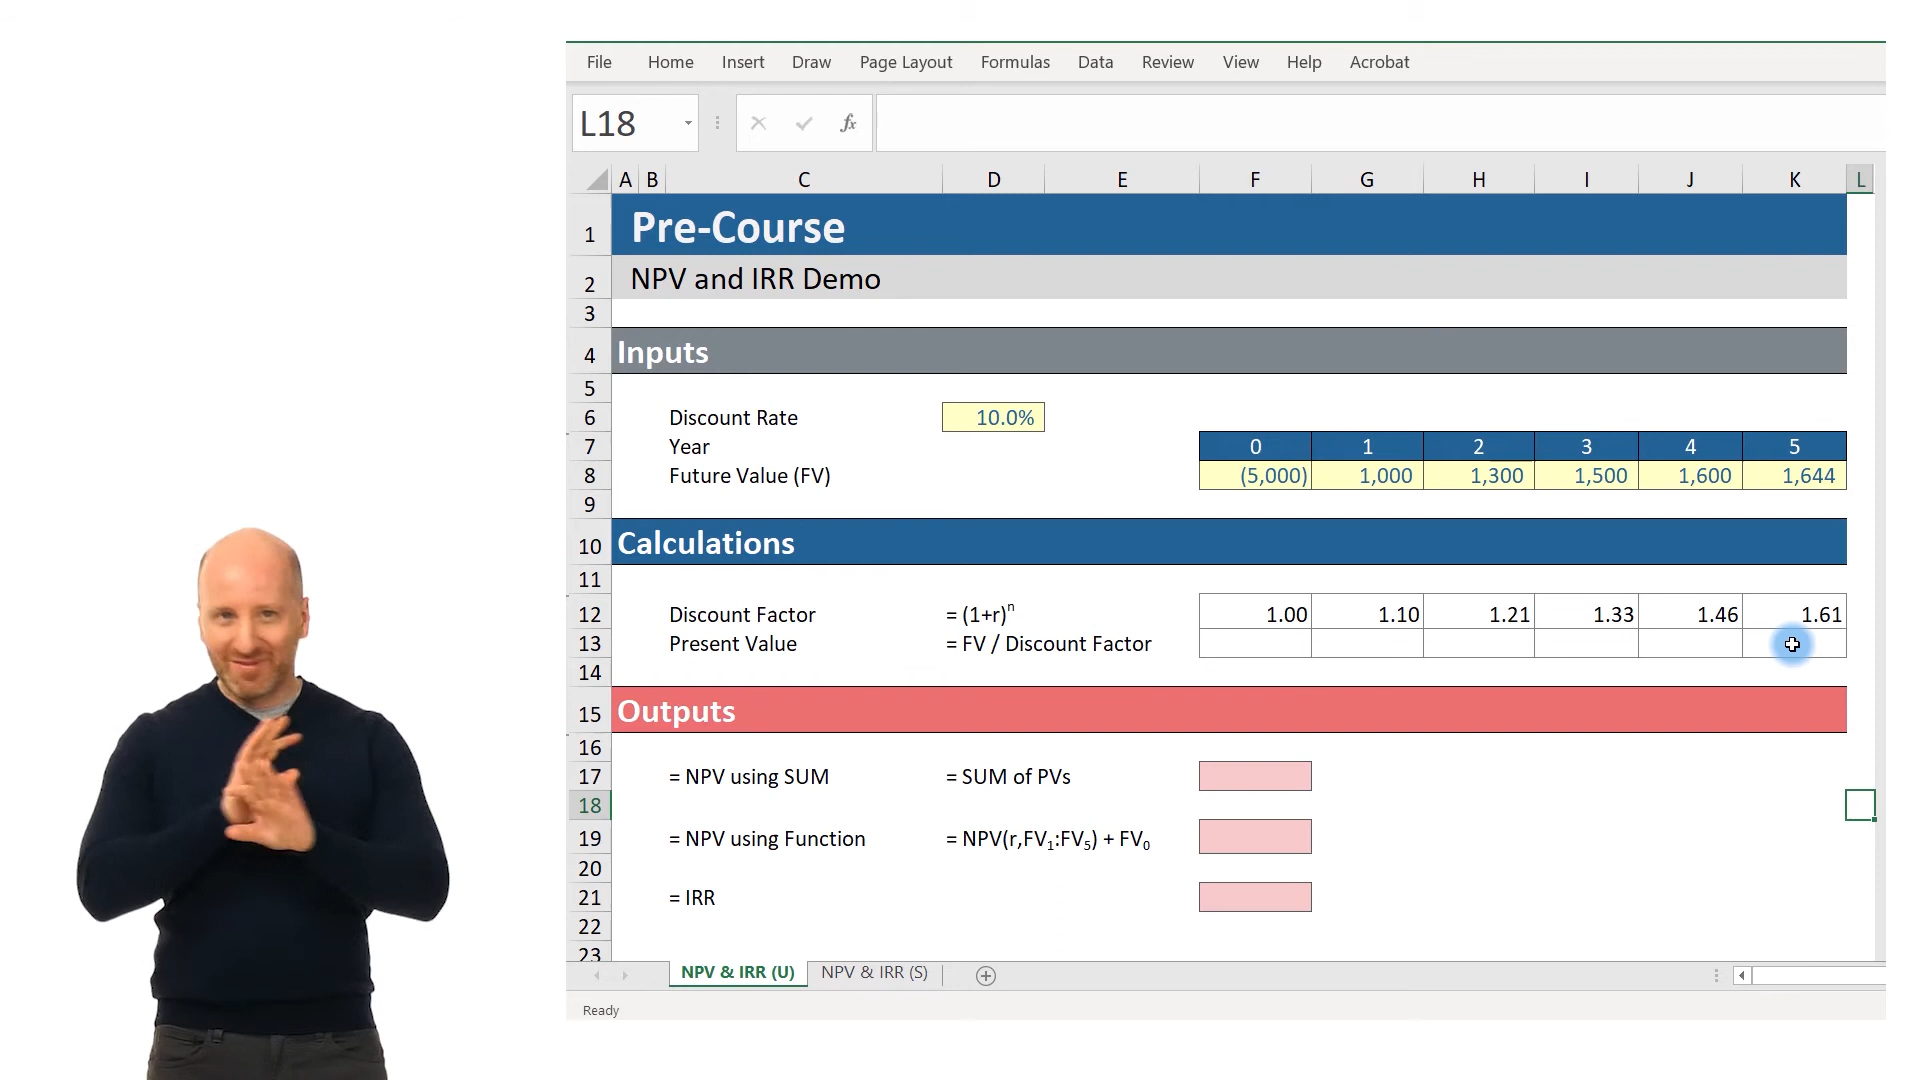 File Home Insert Draw Page Layout Formulas Data Review View Help Acrobat
L18 fx
A B C D E F G H I J K L
1 Pre-Course
2 NPV and IRR Demo
3
4 Inputs
5
6 Discount Rate 10.0%
7 Year 0 1 2 3 4 5
8 Future Value (FV) (5,000) 1,000 1,300 1,500 1,600 1,644
9
10 Calculations
11
12 Discount Factor = (1+r)ⁿ 1.00 1.10 1.21 1.33 1.46 1.61
13 Present Value = FV / Discount Factor
14
15 Outputs
16
17 = NPV using SUM = SUM of PVs
18
19 = NPV using Function = NPV(r,FV₁:FV₅) + FV₀
20
21 = IRR
22
23
NPV & IRR (U) NPV & IRR (S)
Ready